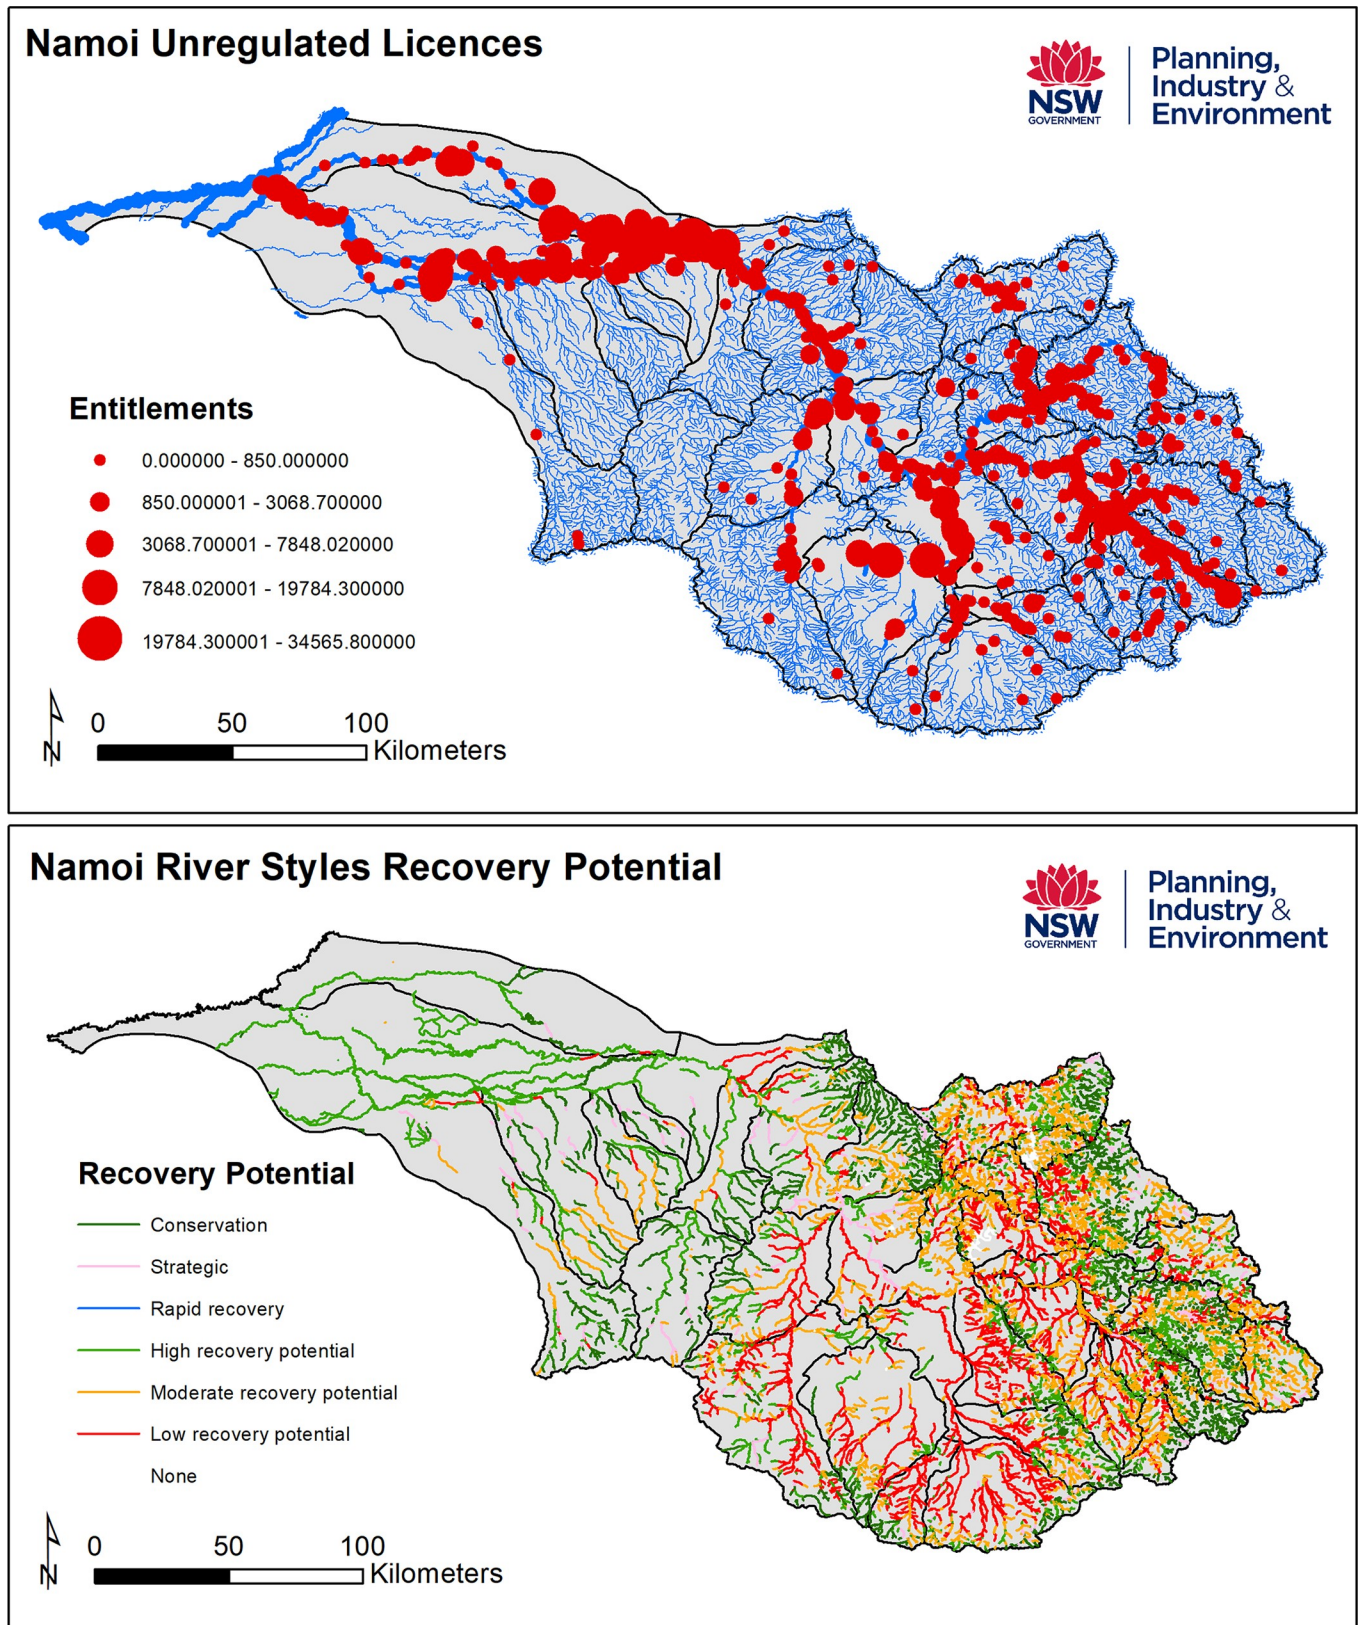 Namoi Unregulated Licences
NSW
GOVERNMENT
Planning,
Industry &
Environment
Entitlements
0.000000 - 850.000000
850.000001 - 3068.700000
3068.700001 - 7848.020000
7848.020001 - 19784.300000
19784.300001 - 34565.800000
N
0 50 100
Kilometers
Namoi River Styles Recovery Potential
NSW
GOVERNMENT
Planning,
Industry &
Environment
Recovery Potential
Conservation
Strategic
Rapid recovery
High recovery potential
Moderate recovery potential
Low recovery potential
None
N
0 50 100
Kilometers